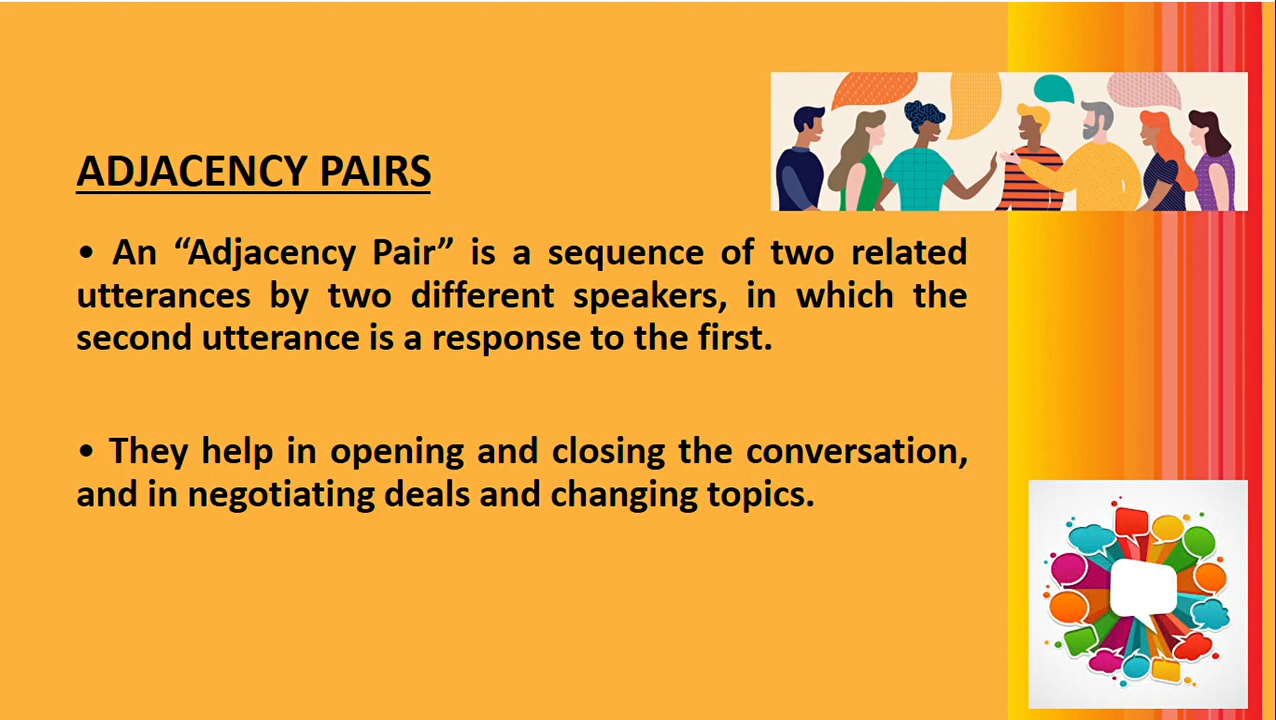 ADJACENCY PAIRS
• An “Adjacency Pair” is a sequence of two related
utterances by two different speakers, in which the
second utterance is a response to the first.
• They help in opening and closing the conversation,
and in negotiating deals and changing topics.